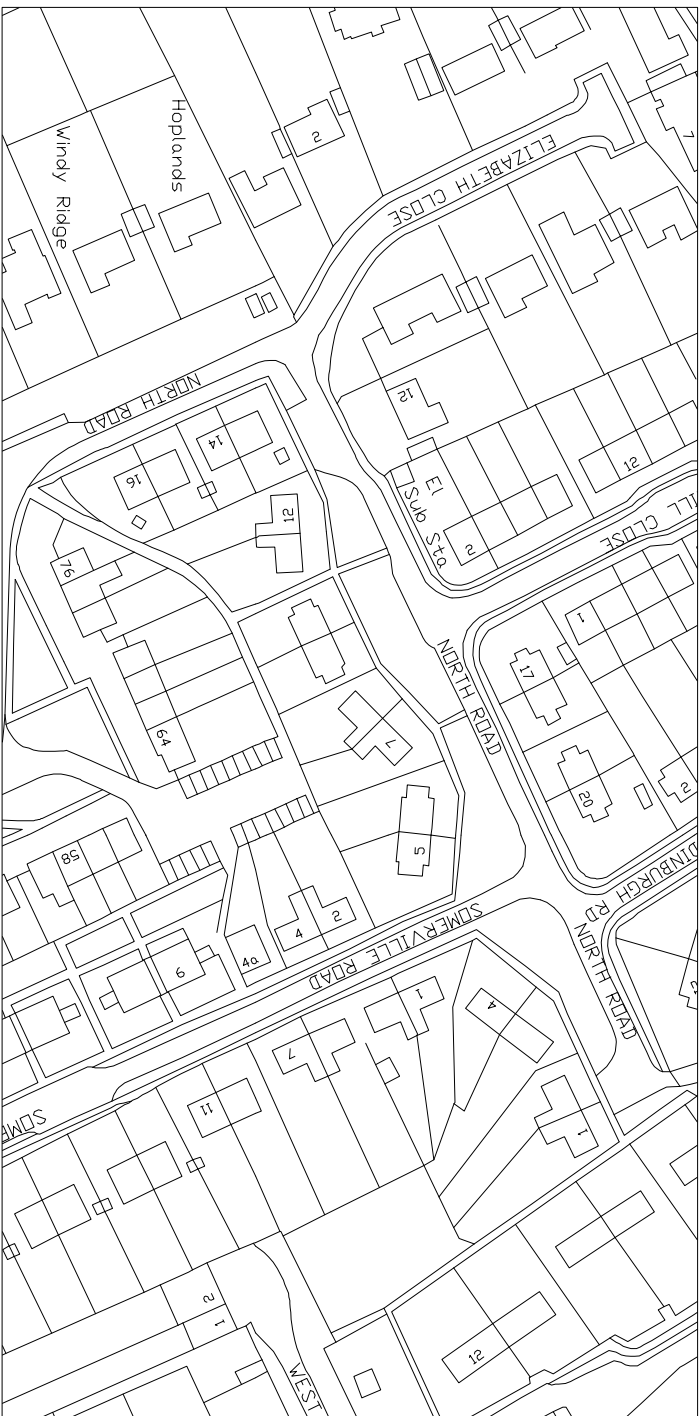 7
ELIZABETH CLOSE
2
Hoplands
Windy Ridge
NORTH ROAD
12
14
16
12
El
Sub Sta
12
2
ILL CLOSE
76
1
NORTH ROAD
17
7
64
20
2
5
58
DINBURGH RD
2
4
4a
6
SOMERVILLE ROAD
NORTH ROAD
1
4
7
11
1
SOME
2
1
12
WEST